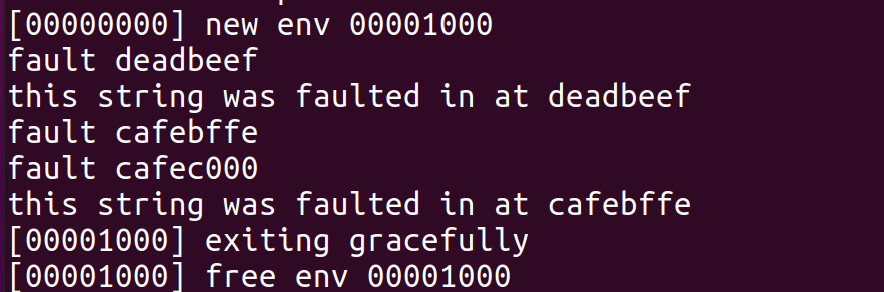 [00000000] new env 00001000
fault deadbeef
this string was faulted in at deadbeef
fault cafebffe
fault cafec000
this string was faulted in at cafebffe
[00001000] exiting gracefully
[00001000] free env 00001000